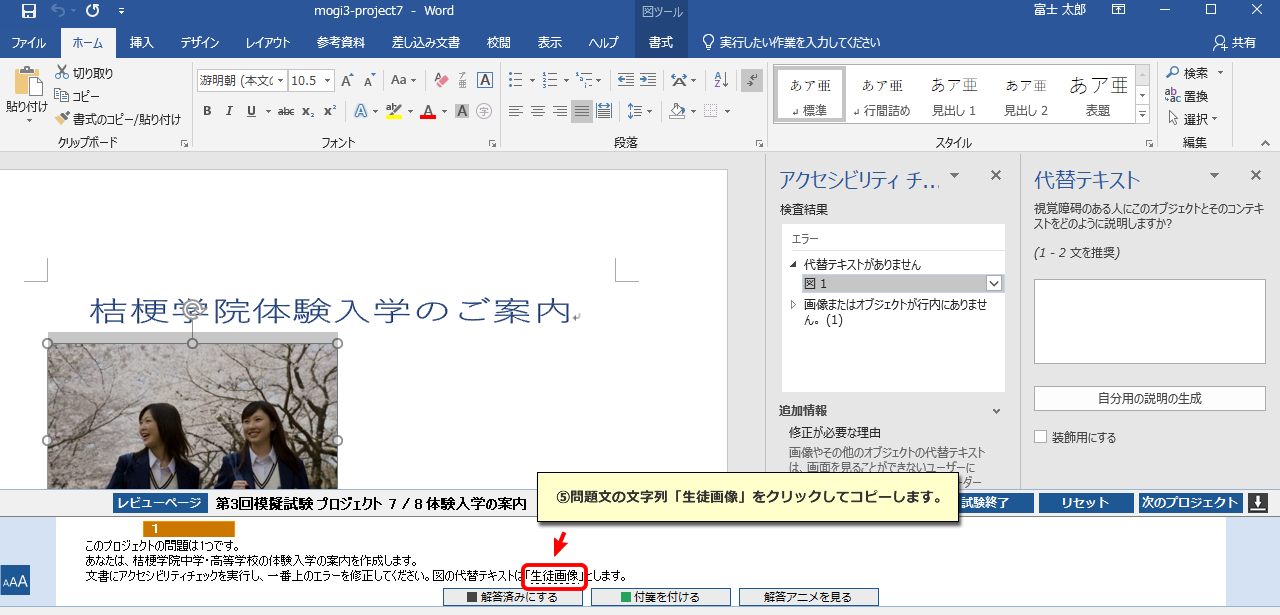 mogi3-project7 - Word
図ツール
富士 太郎
ファイル ホーム 挿入 デザイン レイアウト 参考資料 差し込み文書 校閲 表示 ヘルプ 書式 実行したい作業を入力してください 共有
貼り付け
切り取り
コピー
書式のコピー/貼り付け
クリップボード
游明朝 (本文の 10.5 A A Aa A
B I U abc x₂ x² A ab A A 字
フォント
段落
あア亜 あア亜 あア亜 あア亜 あア亜
↲ 標準 ↲ 行間詰め 見出し 1 見出し 2 表題
スタイル
検索
置換
選択
編集
桔梗学院体験入学のご案内
アクセシビリティ チ...
検査結果
エラー
代替テキストがありません
図 1
画像またはオブジェクトが行内にありませ
ん。 (1)
追加情報
修正が必要な理由
画像やその他のオブジェクトの代替テキスト
は、画面を見ることができないユーザーに
代替テキスト
視覚障碍のある人にこのオブジェクトとそのコンテキ
ストをどのように説明しますか?
(1 - 2 文を推奨)
自分用の説明の生成
装飾用にする
⑤問題文の文字列「生徒画像」をクリックしてコピーします。
レビューページ 第3回模擬試験 プロジェクト 7 / 8 体験入学の案内 試験終了 リセット 次のプロジェクト
1
このプロジェクトの問題は1つです。
あなたは、桔梗学院中学・高等学校の体験入学の案内を作成します。
文書にアクセシビリティチェックを実行し、一番上のエラーを修正してください。図の代替テキストは「生徒画像」とします。
AAA
解答済みにする 付箋を付ける 解答アニメを見る